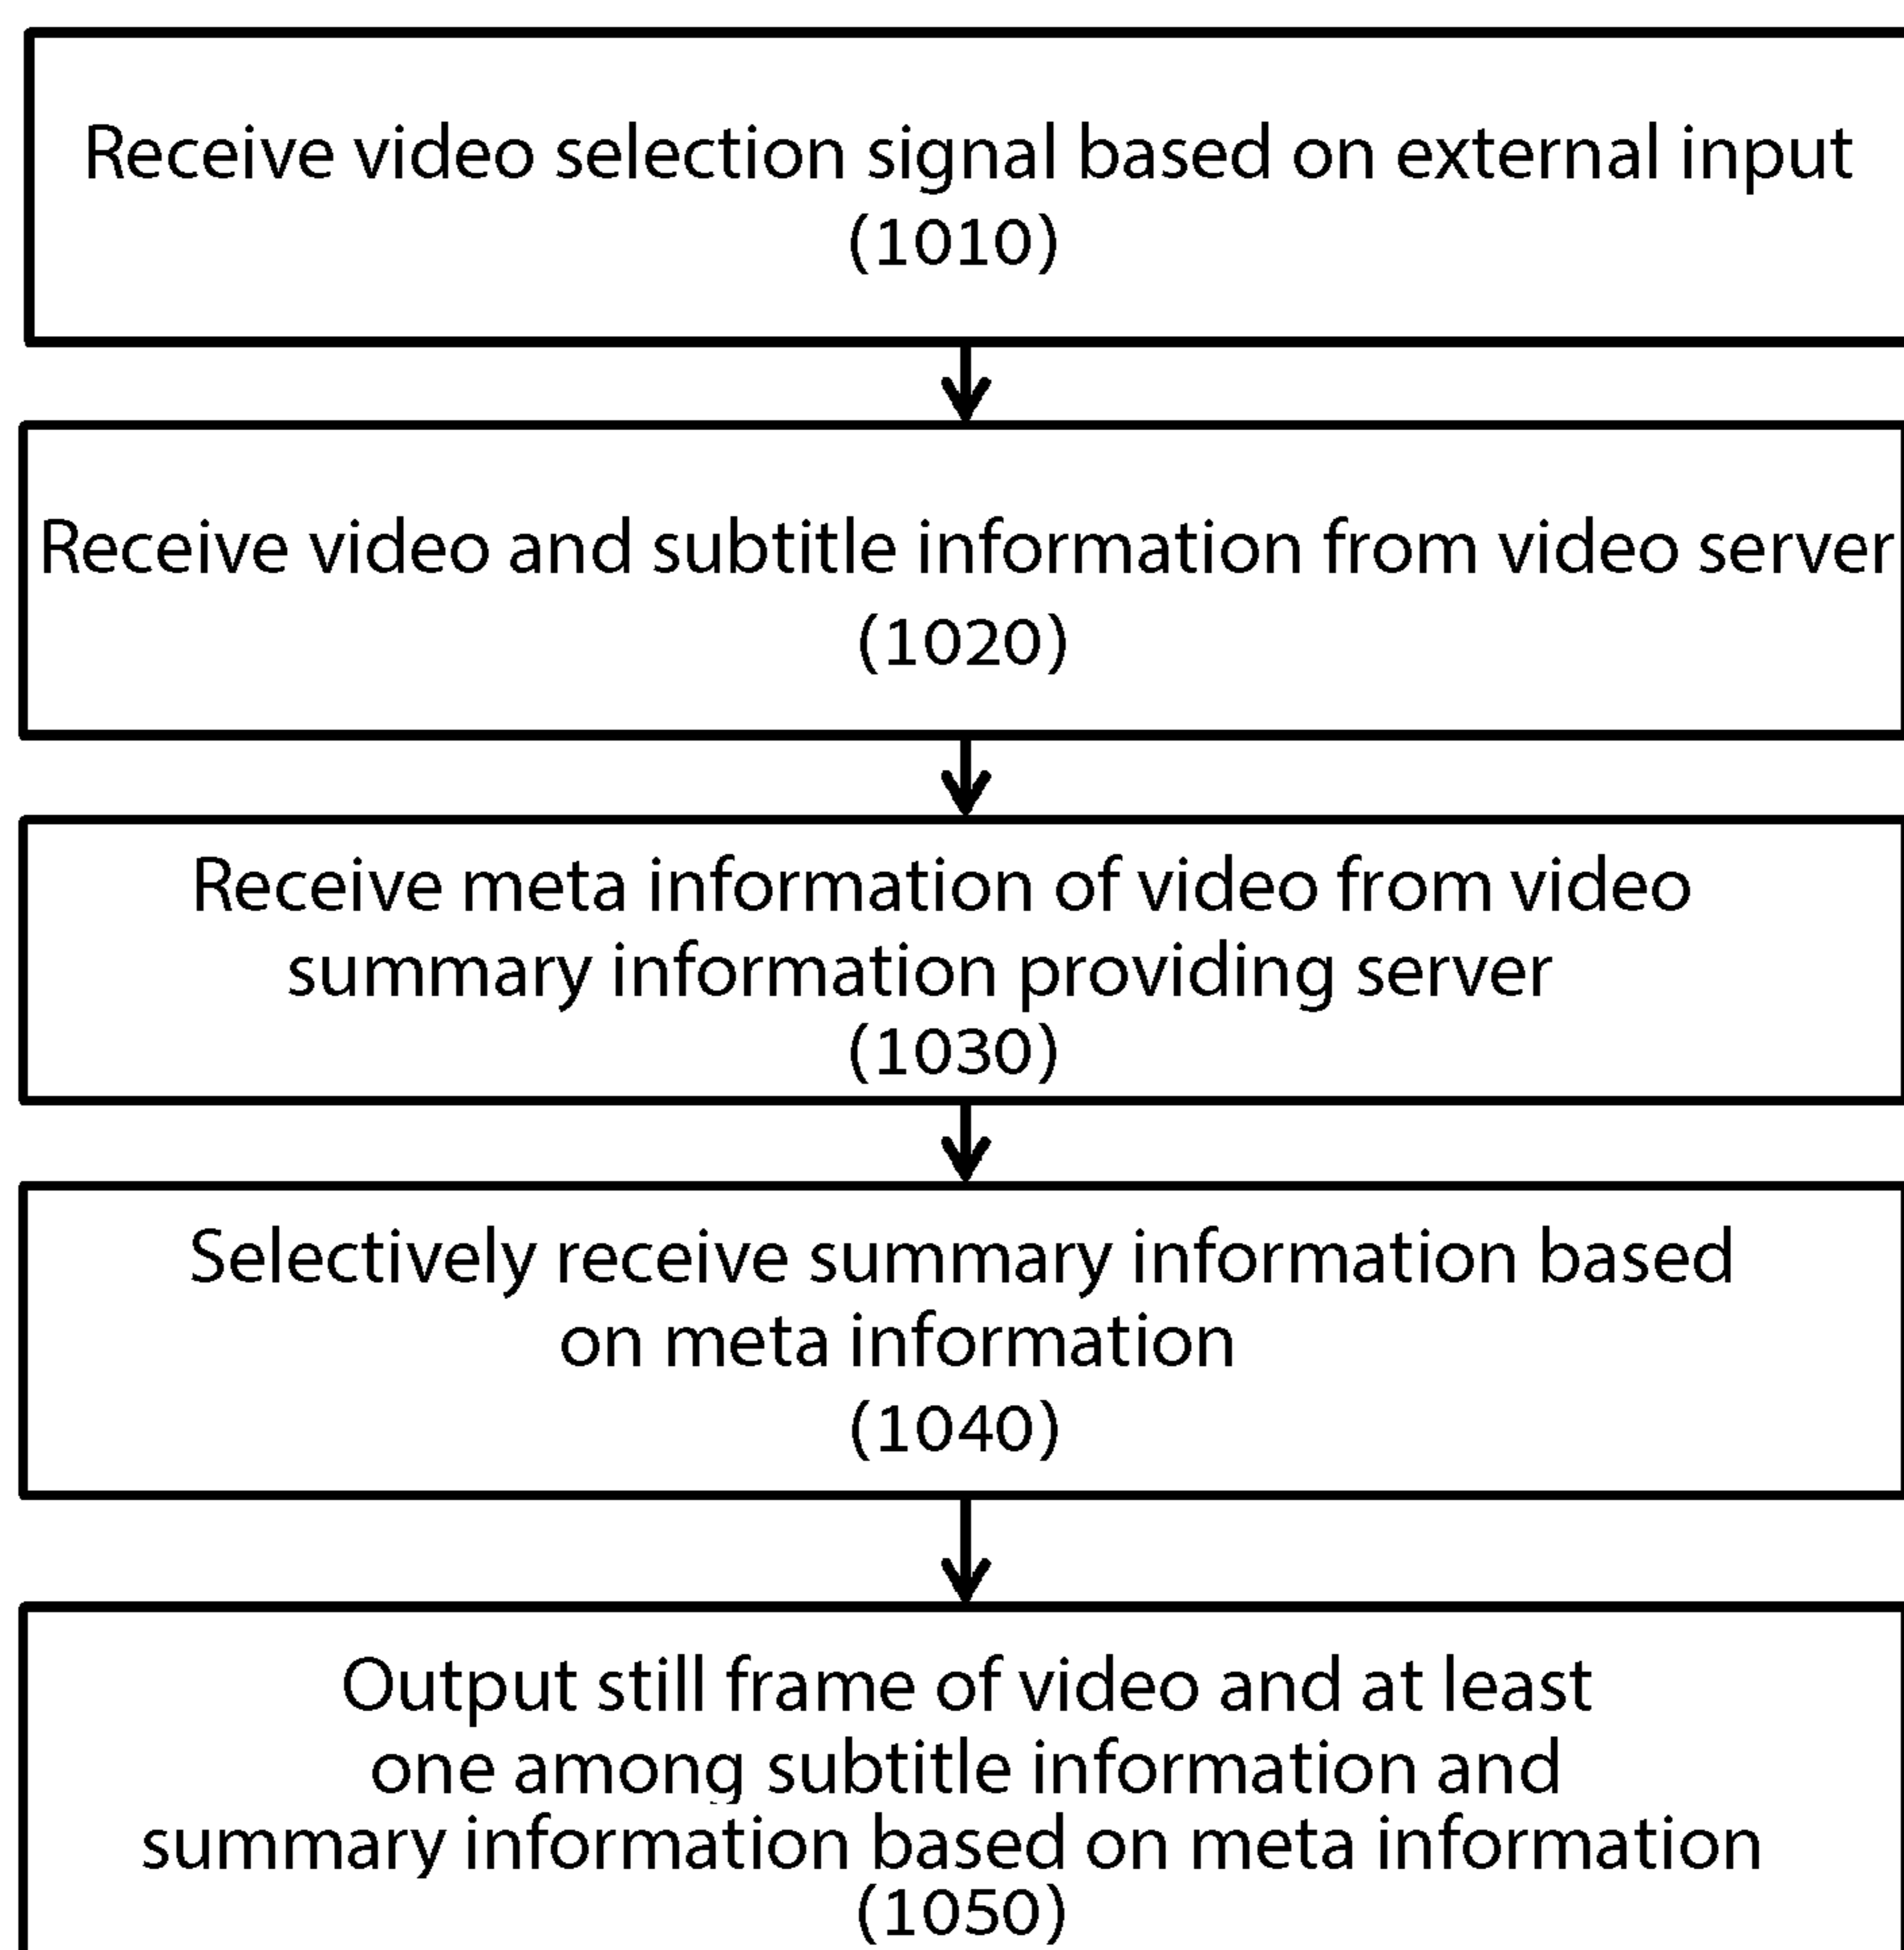 Receive video selection signal based on external input
(1010)
Receive video and subtitle information from video server
(1020)
Receive meta information of video from video
summary information providing server
(1030)
Selectively receive summary information based
on meta information
(1040)
Output still frame of video and at least
one among subtitle information and
summary information based on meta information
(1050)